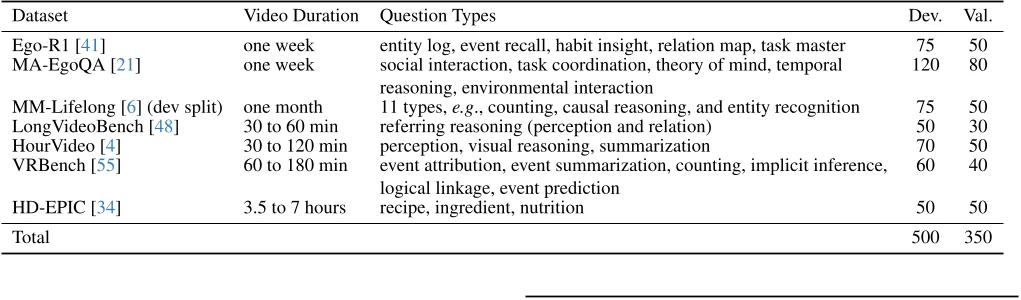 Dataset Video Duration Question Types Dev. Val.
Ego-R1 [41] one week entity log, event recall, habit insight, relation map, task master 75 50
MA-EgoQA [21] one week social interaction, task coordination, theory of mind, temporal 120 80
reasoning, environmental interaction
MM-Lifelong [6] (dev split) one month 11 types, e.g., counting, causal reasoning, and entity recognition 75 50
LongVideoBench [48] 30 to 60 min referring reasoning (perception and relation) 50 30
HourVideo [4] 30 to 120 min perception, visual reasoning, summarization 70 50
VRBench [55] 60 to 180 min event attribution, event summarization, counting, implicit inference, 60 40
logical linkage, event prediction
HD-EPIC [34] 3.5 to 7 hours recipe, ingredient, nutrition 50 50
Total 500 350